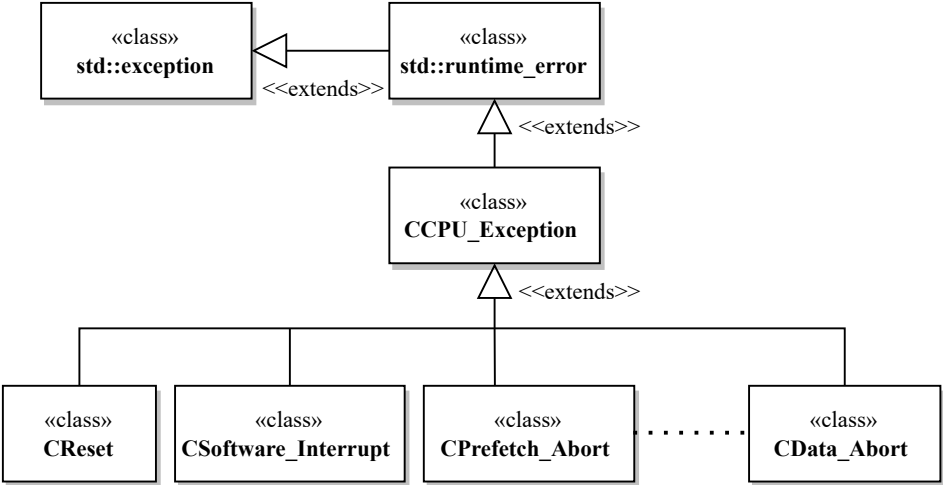 «class»
std::exception
«class»
std::runtime_error
<<extends>>
<<extends>>
«class»
CCPU_Exception
<<extends>>
«class»
CReset
«class»
CSoftware_Interrupt
«class»
CPrefetch_Abort
«class»
CData_Abort